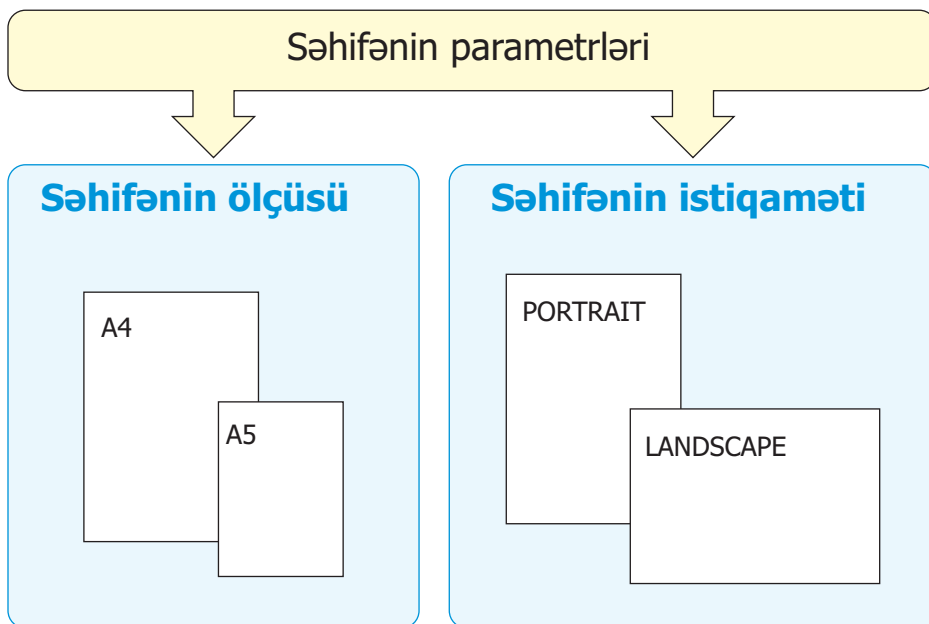 Səhifənin parametrləri
Səhifənin ölçüsü
A4
A5
Səhifənin istiqaməti
PORTRAIT
LANDSCAPE